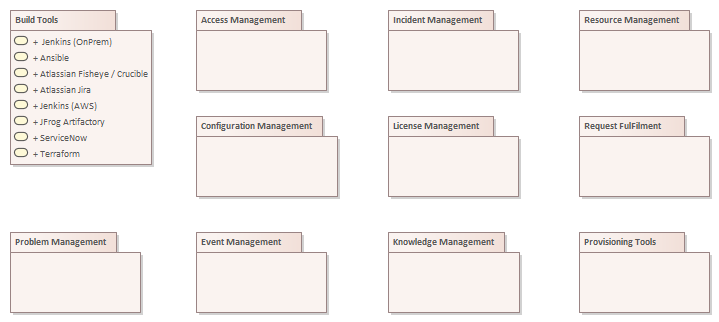 Build Tools
+ Jenkins (OnPrem)
+ Ansible
+ Atlassian Fisheye / Crucible
+ Atlassian Jira
+ Jenkins (AWS)
+ JFrog Artifactory
+ ServiceNow
+ Terraform
Access Management
Incident Management
Resource Management
Configuration Management
License Management
Request FulFilment
Problem Management
Event Management
Knowledge Management
Provisioning Tools